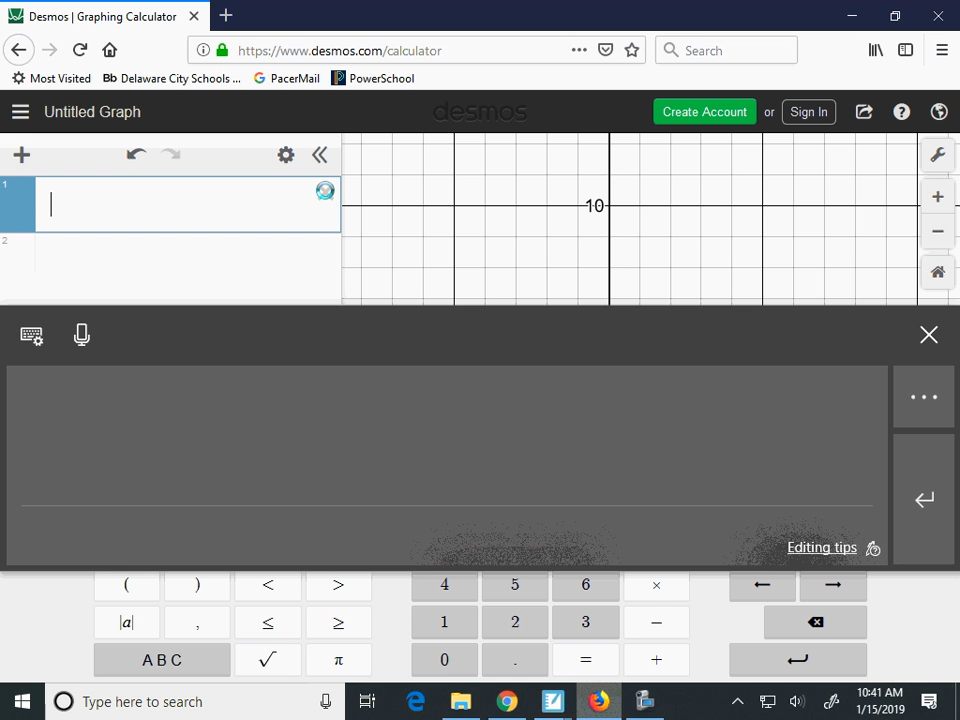 Desmos | Graphing Calculator
https://www.desmos.com/calculator
Search
Most Visited
Bb Delaware City Schools ...
G PacerMail
P PowerSchool
Untitled Graph
desmos
Create Account or Sign In
1
10
2
Editing tips
( ) < > 4 5 6 × ← →
|a| , ≤ ≥ 1 2 3 −
A B C √ π 0 . = +
Type here to search
10:41 AM
1/15/2019